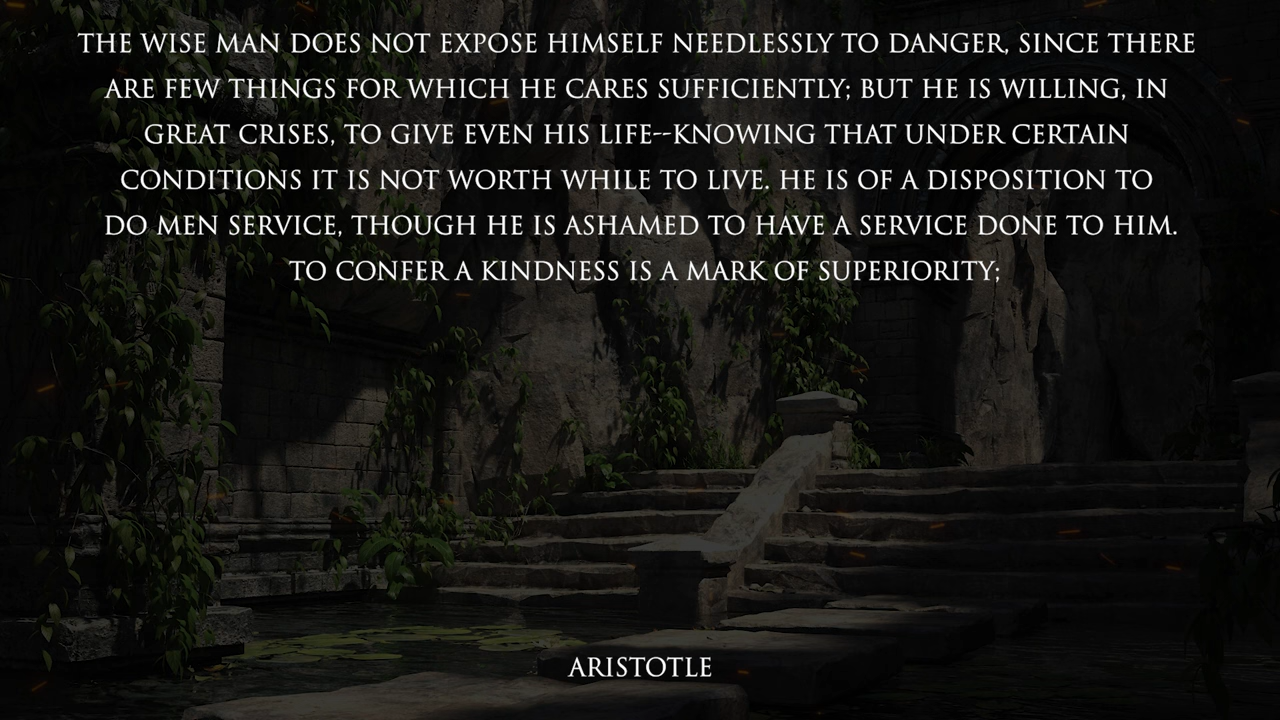 THE WISE MAN DOES NOT EXPOSE HIMSELF NEEDLESSLY TO DANGER, SINCE THERE
ARE FEW THINGS FOR WHICH HE CARES SUFFICIENTLY; BUT HE IS WILLING, IN
GREAT CRISES, TO GIVE EVEN HIS LIFE--KNOWING THAT UNDER CERTAIN
CONDITIONS IT IS NOT WORTH WHILE TO LIVE. HE IS OF A DISPOSITION TO
DO MEN SERVICE, THOUGH HE IS ASHAMED TO HAVE A SERVICE DONE TO HIM.
TO CONFER A KINDNESS IS A MARK OF SUPERIORITY;
ARISTOTLE